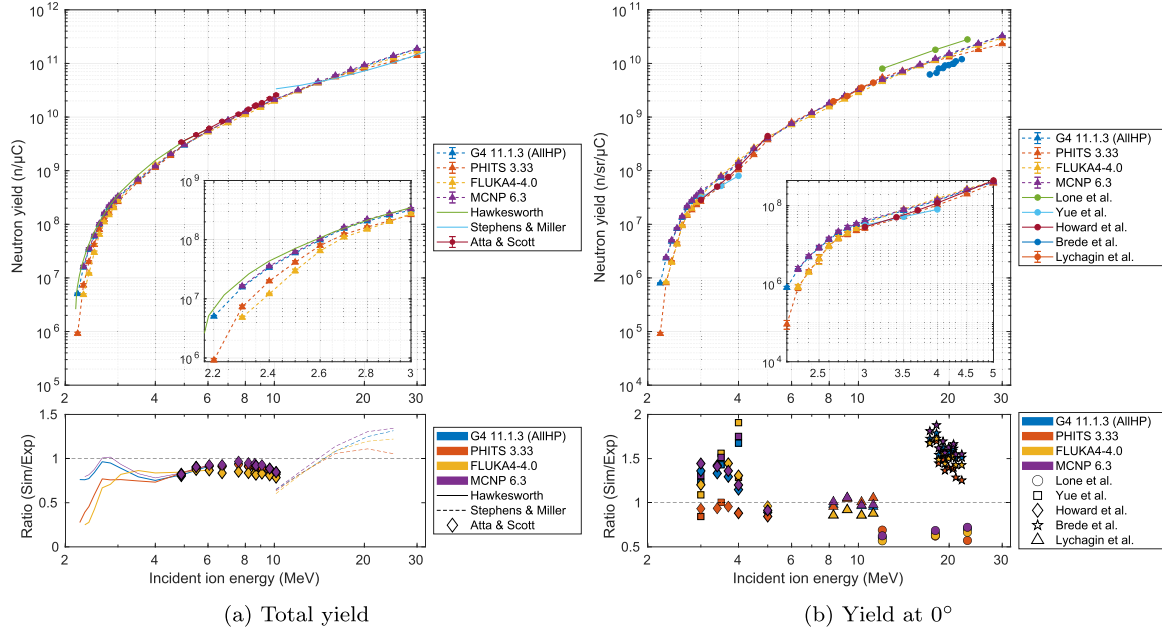 10^12
10^11
10^10
10^9
10^8
10^7
10^6
10^5
Neutron yield (n/µC)
2
3
4
6
8
10
20
30
10^9
10^8
10^7
10^6
2.2
2.4
2.6
2.8
3
G4 11.1.3 (AllHP)
PHITS 3.33
FLUKA4-4.0
MCNP 6.3
Hawkesworth
Stephens & Miller
Atta & Scott
1.5
1
0.5
0
Ratio (Sim/Exp)
2
3
4
6
8
10
20
30
Incident ion energy (MeV)
G4 11.1.3 (AllHP)
PHITS 3.33
FLUKA4-4.0
MCNP 6.3
Hawkesworth
Stephens & Miller
Atta & Scott
(a) Total yield
10^11
10^10
10^9
10^8
10^7
10^6
10^5
10^4
Neutron yield (n/sr/µC)
2
3
4
6
8
10
20
30
10^8
10^6
10^4
2.5
3
3.5
4
4.5
5
G4 11.1.3 (AllHP)
PHITS 3.33
FLUKA4-4.0
MCNP 6.3
Lone et al.
Yue et al.
Howard et al.
Brede et al.
Lychagin et al.
2
1.5
1
0.5
Ratio (Sim/Exp)
2
3
4
6
8
10
20
30
Incident ion energy (MeV)
G4 11.1.3 (AllHP)
PHITS 3.33
FLUKA4-4.0
MCNP 6.3
Lone et al.
Yue et al.
Howard et al.
Brede et al.
Lychagin et al.
(b) Yield at 0°